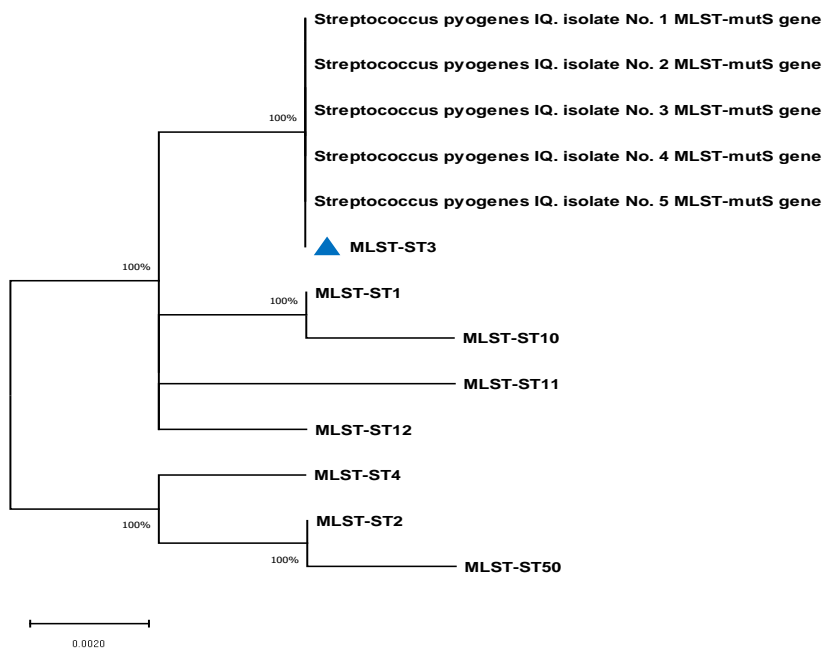 Streptococcus pyogenes IQ. isolate No. 1 MLST-mutS gene
Streptococcus pyogenes IQ. isolate No. 2 MLST-mutS gene
Streptococcus pyogenes IQ. isolate No. 3 MLST-mutS gene
100%
Streptococcus pyogenes IQ. isolate No. 4 MLST-mutS gene
Streptococcus pyogenes IQ. isolate No. 5 MLST-mutS gene
MLST-ST3
100%
MLST-ST1
100%
MLST-ST10
MLST-ST11
MLST-ST12
MLST-ST4
MLST-ST2
100%
100%
MLST-ST50
0.0020